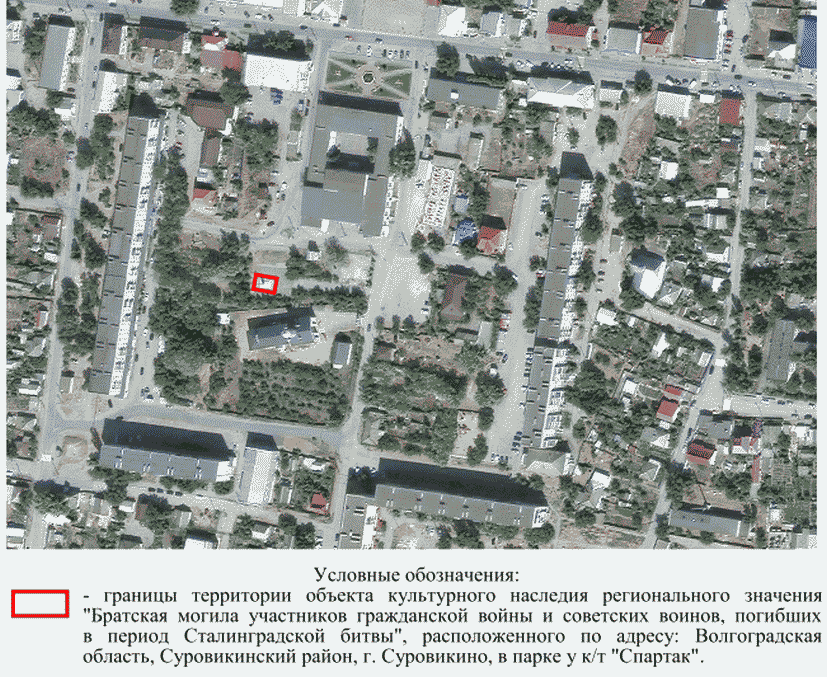 Условные обозначения:
- границы территории объекта культурного наследия регионального значения
"Братская могила участников гражданской войны и советских воинов, погибших
в период Сталинградской битвы", расположенного по адресу: Волгоградская
область, Суровикинский район, г. Суровикино, в парке у к/т "Спартак".